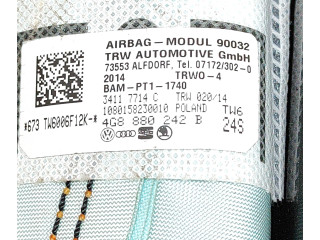 AIRBAG-MODUL 90032
TRW AUTOMOTIVE GmbH
73553 ALFDORF, Tel. 07172/302-0
2014 TRWO-4
BAM-PT1-1740
3411 7714 C TRW 020/14
1080158230010 POLAND TW6
*673 TW6006F12K-*
4G8 880 242 B 24S